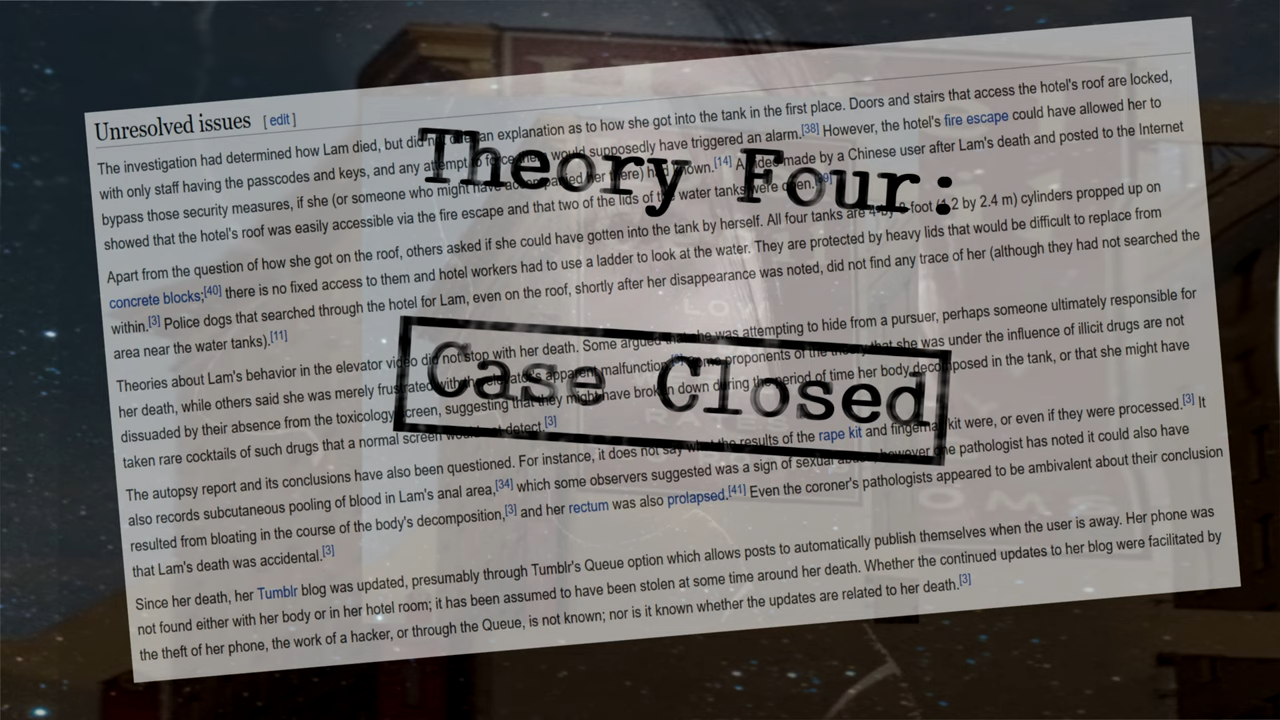 Unresolved issues [ edit ]
The investigation had determined how Lam died, but did an explanation as to how she got into the tank in the first place. Doors and stairs that access the hotel's roof are locked,
with only staff having the passcodes and keys, and any attempt to force would supposedly have triggered an alarm.[38] However, the hotel's fire escape could have allowed her to
bypass those security measures, if she (or someone who might have accompanied her there) had known.[14] A video made by a Chinese user after Lam's death and posted to the Internet
showed that the hotel's roof was easily accessible via the fire escape and that two of the lids of the water tanks were open.
Theory Four:
Apart from the question of how she got on the roof, others asked if she could have gotten into the tank by herself. All four tanks are foot 2 by 2.4 m) cylinders propped up on
concrete blocks;[40] there is no fixed access to them and hotel workers had to use a ladder to look at the water. They are protected by heavy lids that would be difficult to replace from
within.[3] Police dogs that searched through the hotel for Lam, even on the roof, shortly after her disappearance was noted, did not find any trace of her (although they had not searched the
area near the water tanks).[11]
Theories about Lam's behavior in the elevator video did not stop with her death. Some argued that she was attempting to hide from a pursuer, perhaps someone ultimately responsible for
her death, while others said she was merely frustrated with the elevator's apparent malfunction. some proponents of the theory that she was under the influence of illicit drugs are not
dissuaded by their absence from the toxicology screen, suggesting that they might have broken down during the period of time her body decomposed in the tank, or that she might have
taken rare cocktails of such drugs that a normal screen would not detect.[3]
Case Closed
The autopsy report and its conclusions have also been questioned. For instance, it does not say what the results of the rape kit and fingernail kit were, or even if they were processed.[3] It
also records subcutaneous pooling of blood in Lam's anal area,[34] which some observers suggested was a sign of sexual however one pathologist has noted it could also have
resulted from bloating in the course of the body's decomposition,[3] and her rectum was also prolapsed.[41] Even the coroner's pathologists appeared to be ambivalent about their conclusion
that Lam's death was accidental.[3]
Since her death, her Tumblr blog was updated, presumably through Tumblr's Queue option which allows posts to automatically publish themselves when the user is away. Her phone was
not found either with her body or in her hotel room; it has been assumed to have been stolen at some time around her death. Whether the continued updates to her blog were facilitated by
the theft of her phone, the work of a hacker, or through the Queue, is not known; nor is it known whether the updates are related to her death.[3]